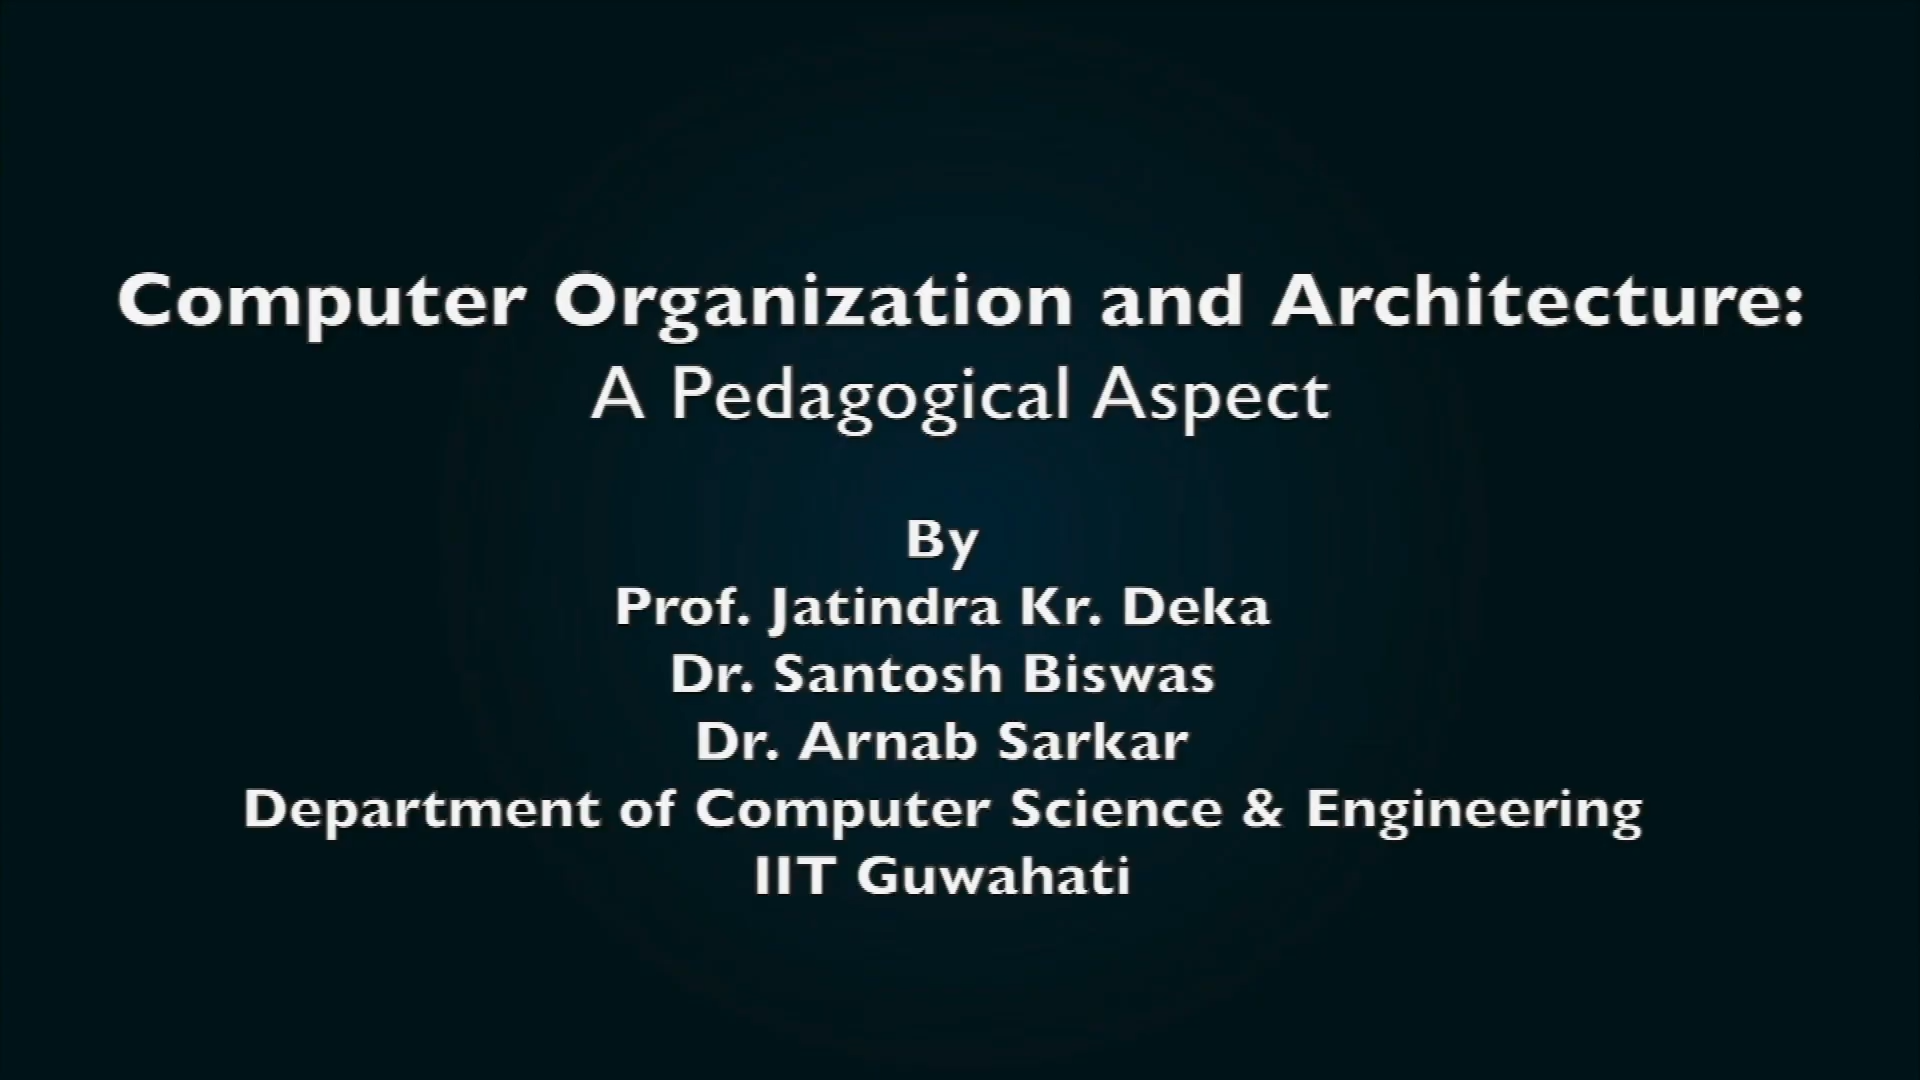 Computer Organization and Architecture:
A Pedagogical Aspect
By
Prof. Jatindra Kr. Deka
Dr. Santosh Biswas
Dr. Arnab Sarkar
Department of Computer Science & Engineering
IIT Guwahati